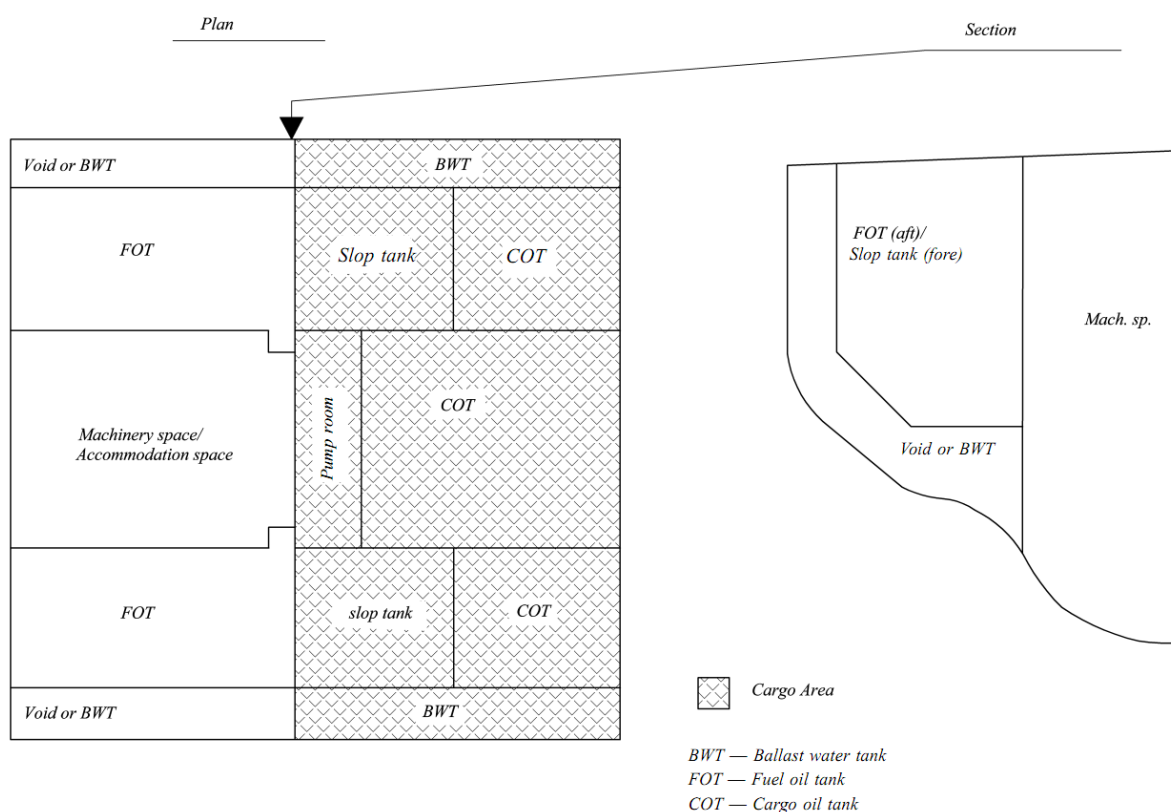 Plan
Section
Void or BWT
BWT
FOT
Slop tank
COT
FOT (aft)/
Slop tank (fore)
Mach. sp.
Machinery space/
Accommodation space
Pump room
COT
Void or BWT
FOT
slop tank
COT
Void or BWT
BWT
Cargo Area
BWT — Ballast water tank
FOT — Fuel oil tank
COT — Cargo oil tank